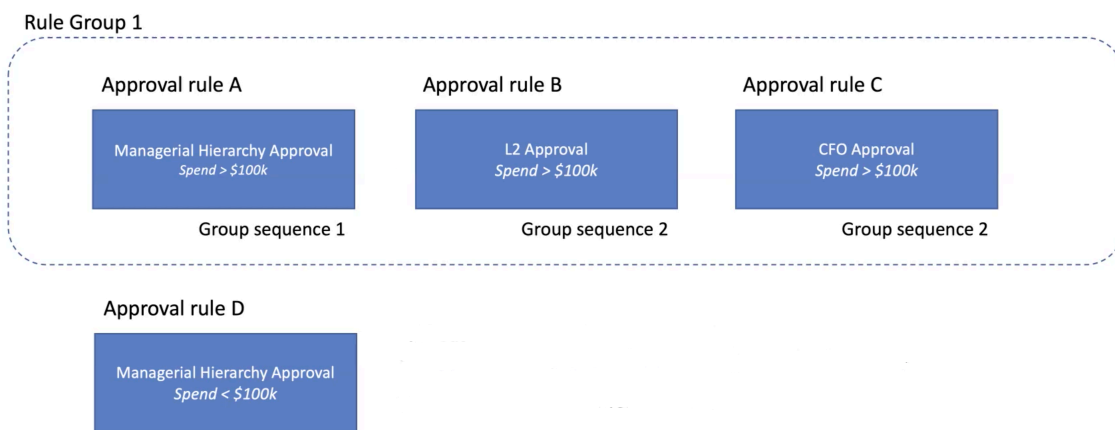 Rule Group 1
Approval rule A
Approval rule B
Approval rule C
Managerial Hierarchy Approval
Spend > $100k
L2 Approval
Spend > $100k
CFO Approval
Spend > $100k
Group sequence 1
Group sequence 2
Group sequence 2
Approval rule D
Managerial Hierarchy Approval
Spend < $100k